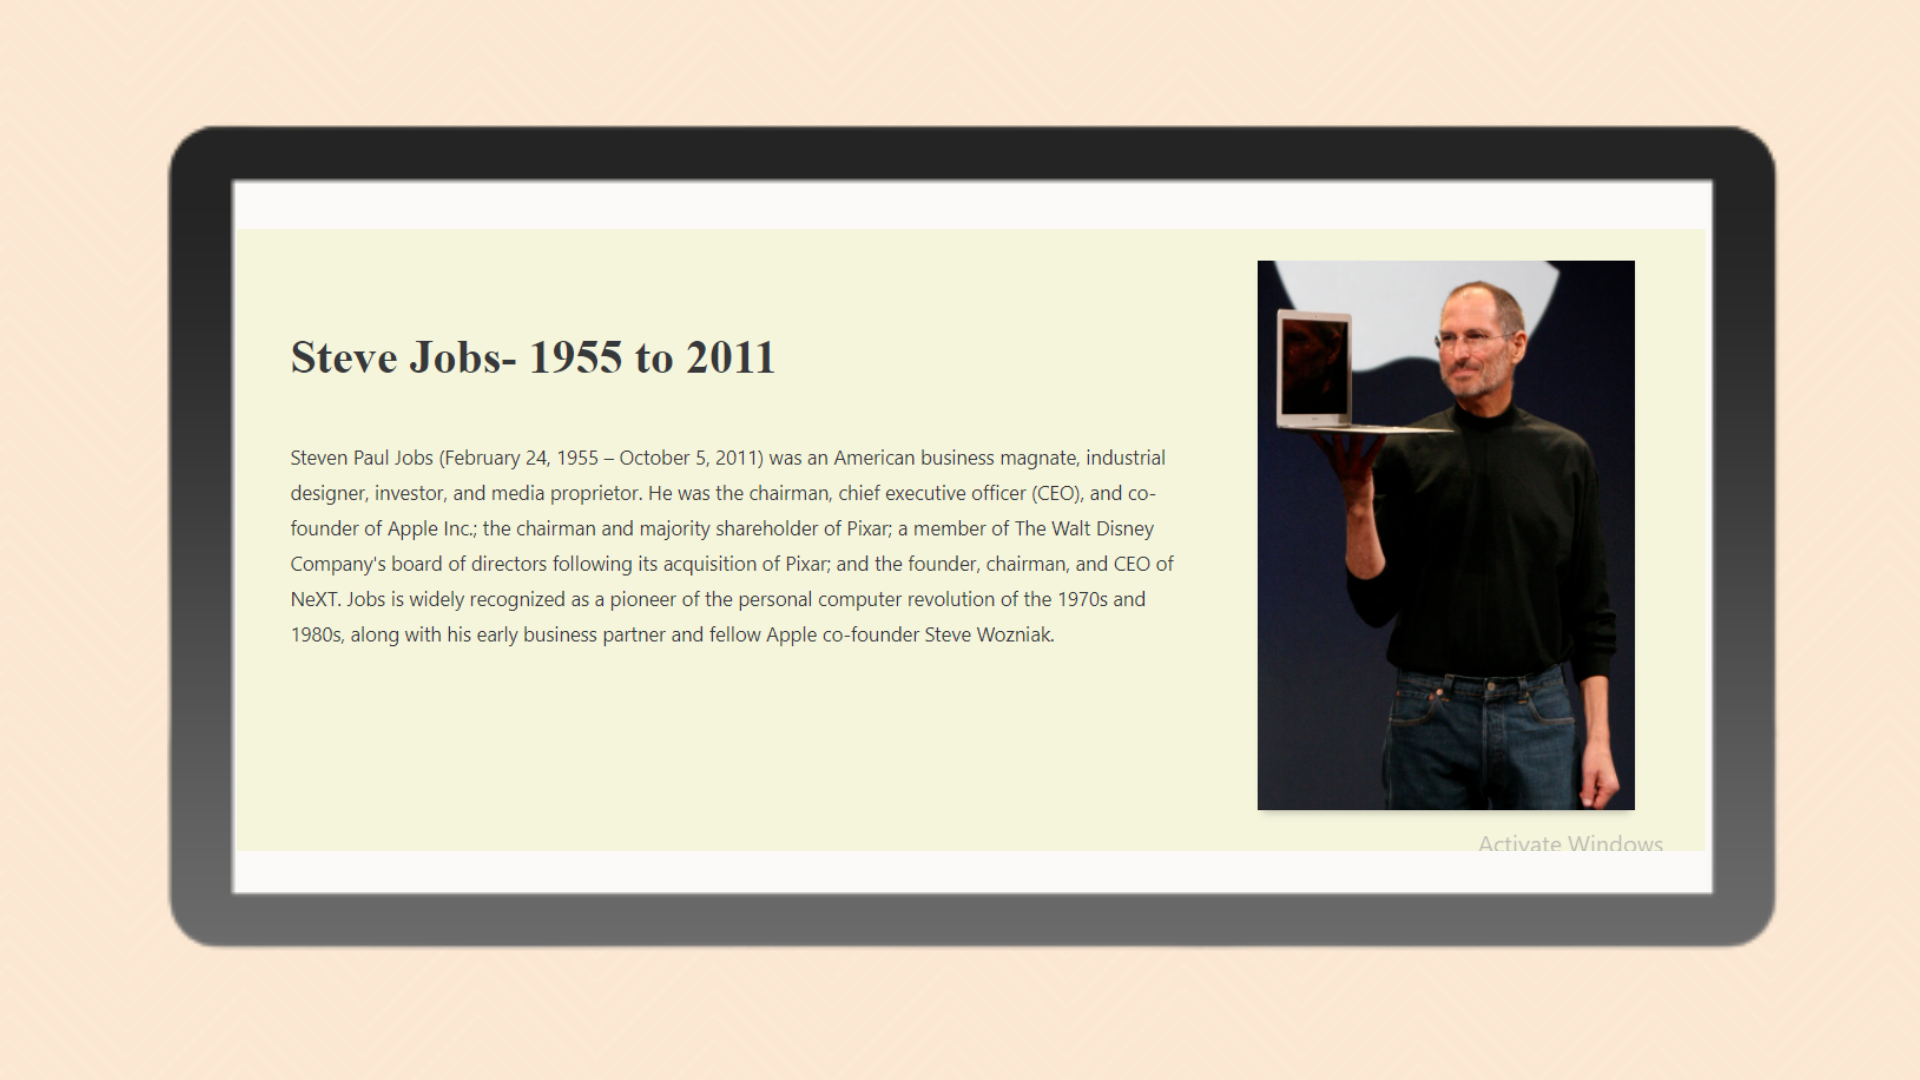 Steve Jobs- 1955 to 2011
Steven Paul Jobs (February 24, 1955 – October 5, 2011) was an American business magnate, industrial
designer, investor, and media proprietor. He was the chairman, chief executive officer (CEO), and co-
founder of Apple Inc.; the chairman and majority shareholder of Pixar; a member of The Walt Disney
Company's board of directors following its acquisition of Pixar; and the founder, chairman, and CEO of
NeXT. Jobs is widely recognized as a pioneer of the personal computer revolution of the 1970s and
1980s, along with his early business partner and fellow Apple co-founder Steve Wozniak.
Activate Windows